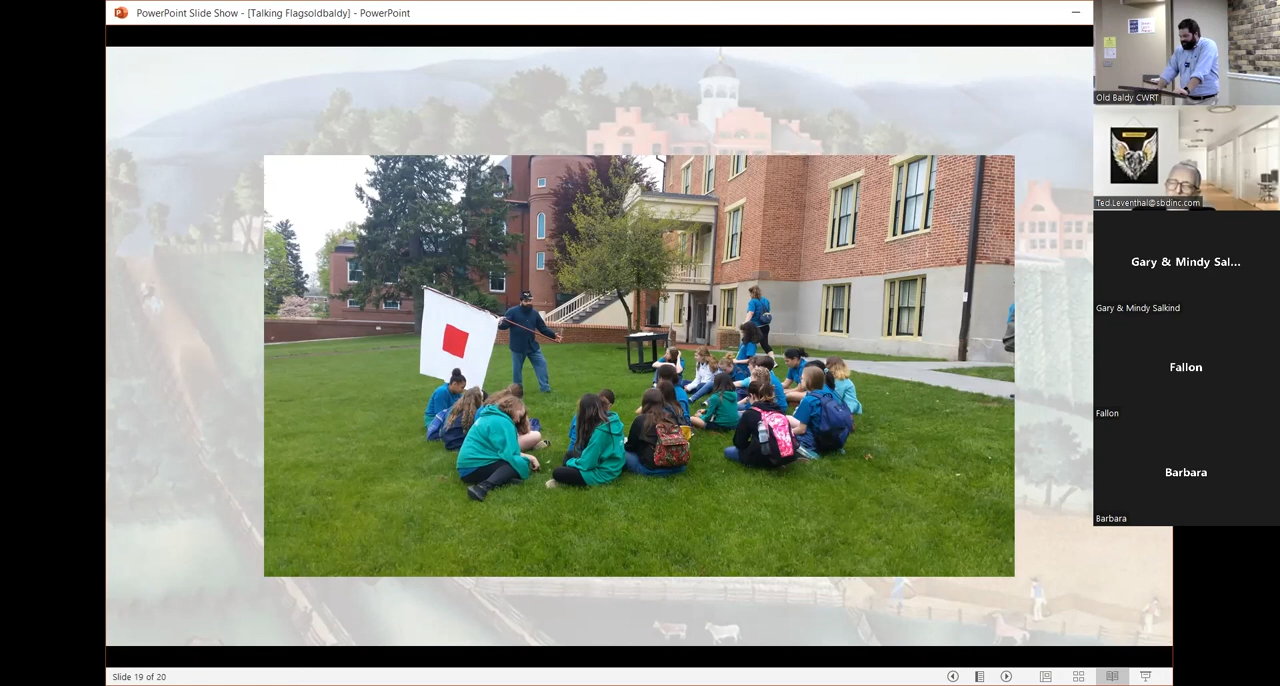 PowerPoint Slide Show - [Talking Flagsoldbaldy] - PowerPoint
Old Baldy CWRT
Ted.Leventhal@sbdinc.com
Gary & Mindy Sal...
Gary & Mindy Salkind
Fallon
Fallon
Barbara
Barbara
Slide 19 of 20